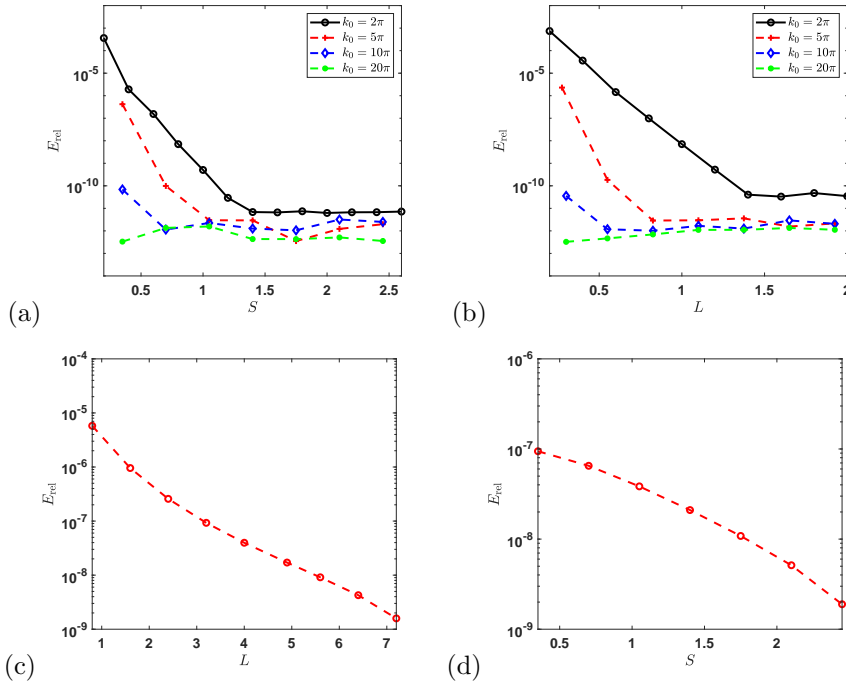 k₀ = 2π
k₀ = 5π
k₀ = 10π
k₀ = 20π
10⁻⁵
10⁻¹⁰
E_rel
0.5 1 1.5 2 2.5
S
(a)
k₀ = 2π
k₀ = 5π
k₀ = 10π
k₀ = 20π
10⁻⁵
10⁻¹⁰
E_rel
0.5 1 1.5 2
L
(b)
10⁻⁴
10⁻⁵
10⁻⁶
10⁻⁷
10⁻⁸
10⁻⁹
E_rel
1 2 3 4 5 6 7
L
(c)
10⁻⁶
10⁻⁷
10⁻⁸
10⁻⁹
E_rel
0.5 1 1.5 2
S
(d)